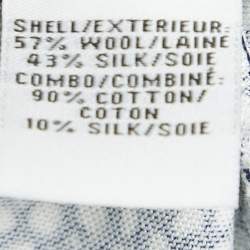 SHELL/EXTERIEUR:
57% WOOL/LAINE
43% SILK/SOIE
COMBO/COMBINÉ:
90% COTTON/
COTON
10% SILK/SOIE